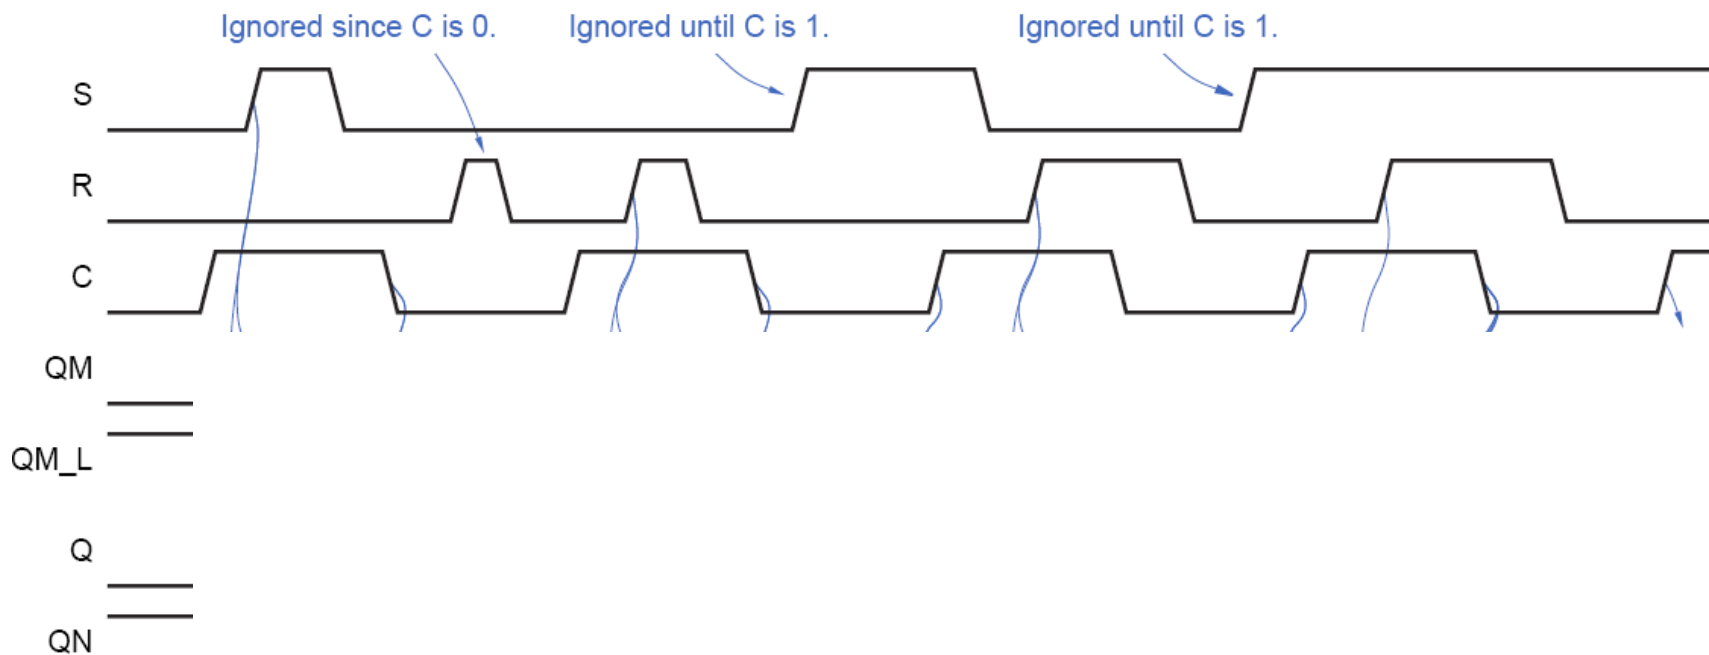 Ignored since C is 0.
Ignored until C is 1.
Ignored until C is 1.
S
R
C
QM
QM_L
Q
QN